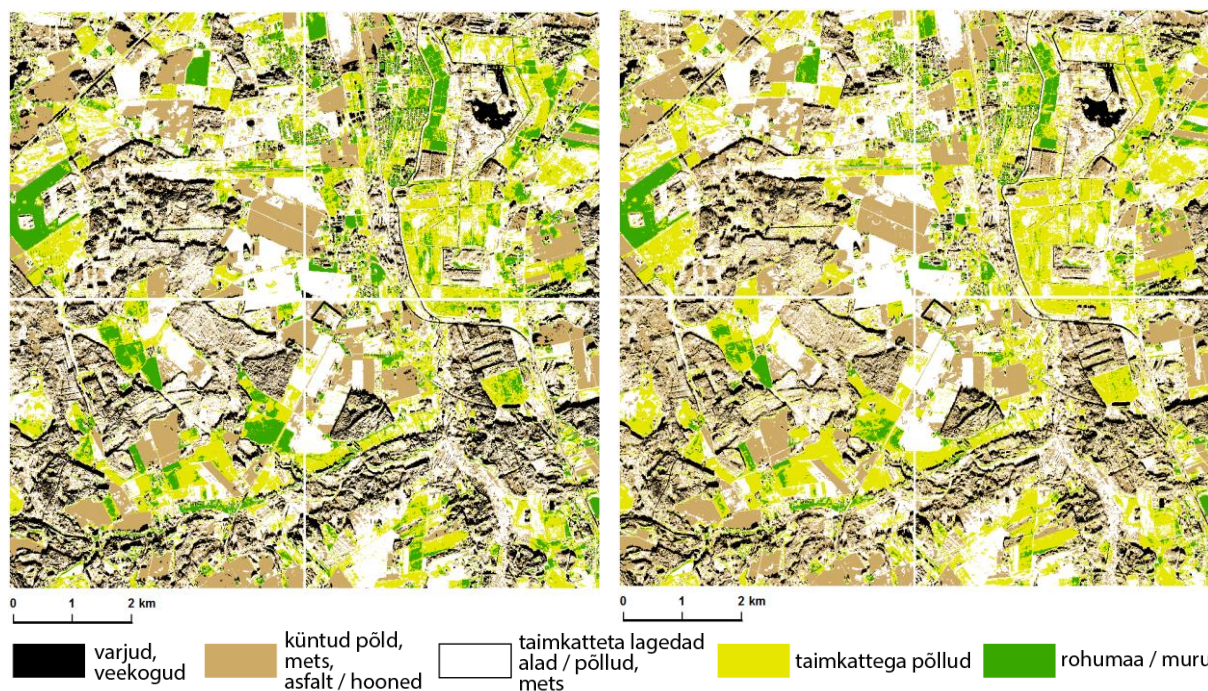 0 1 2 km
0 1 2 km
varjud,
veekogud
küntud põld,
mets,
asfalt / hooned
taimkatteta lagedad
alad / põllud,
mets
taimkattega põllud
rohumaa / muru